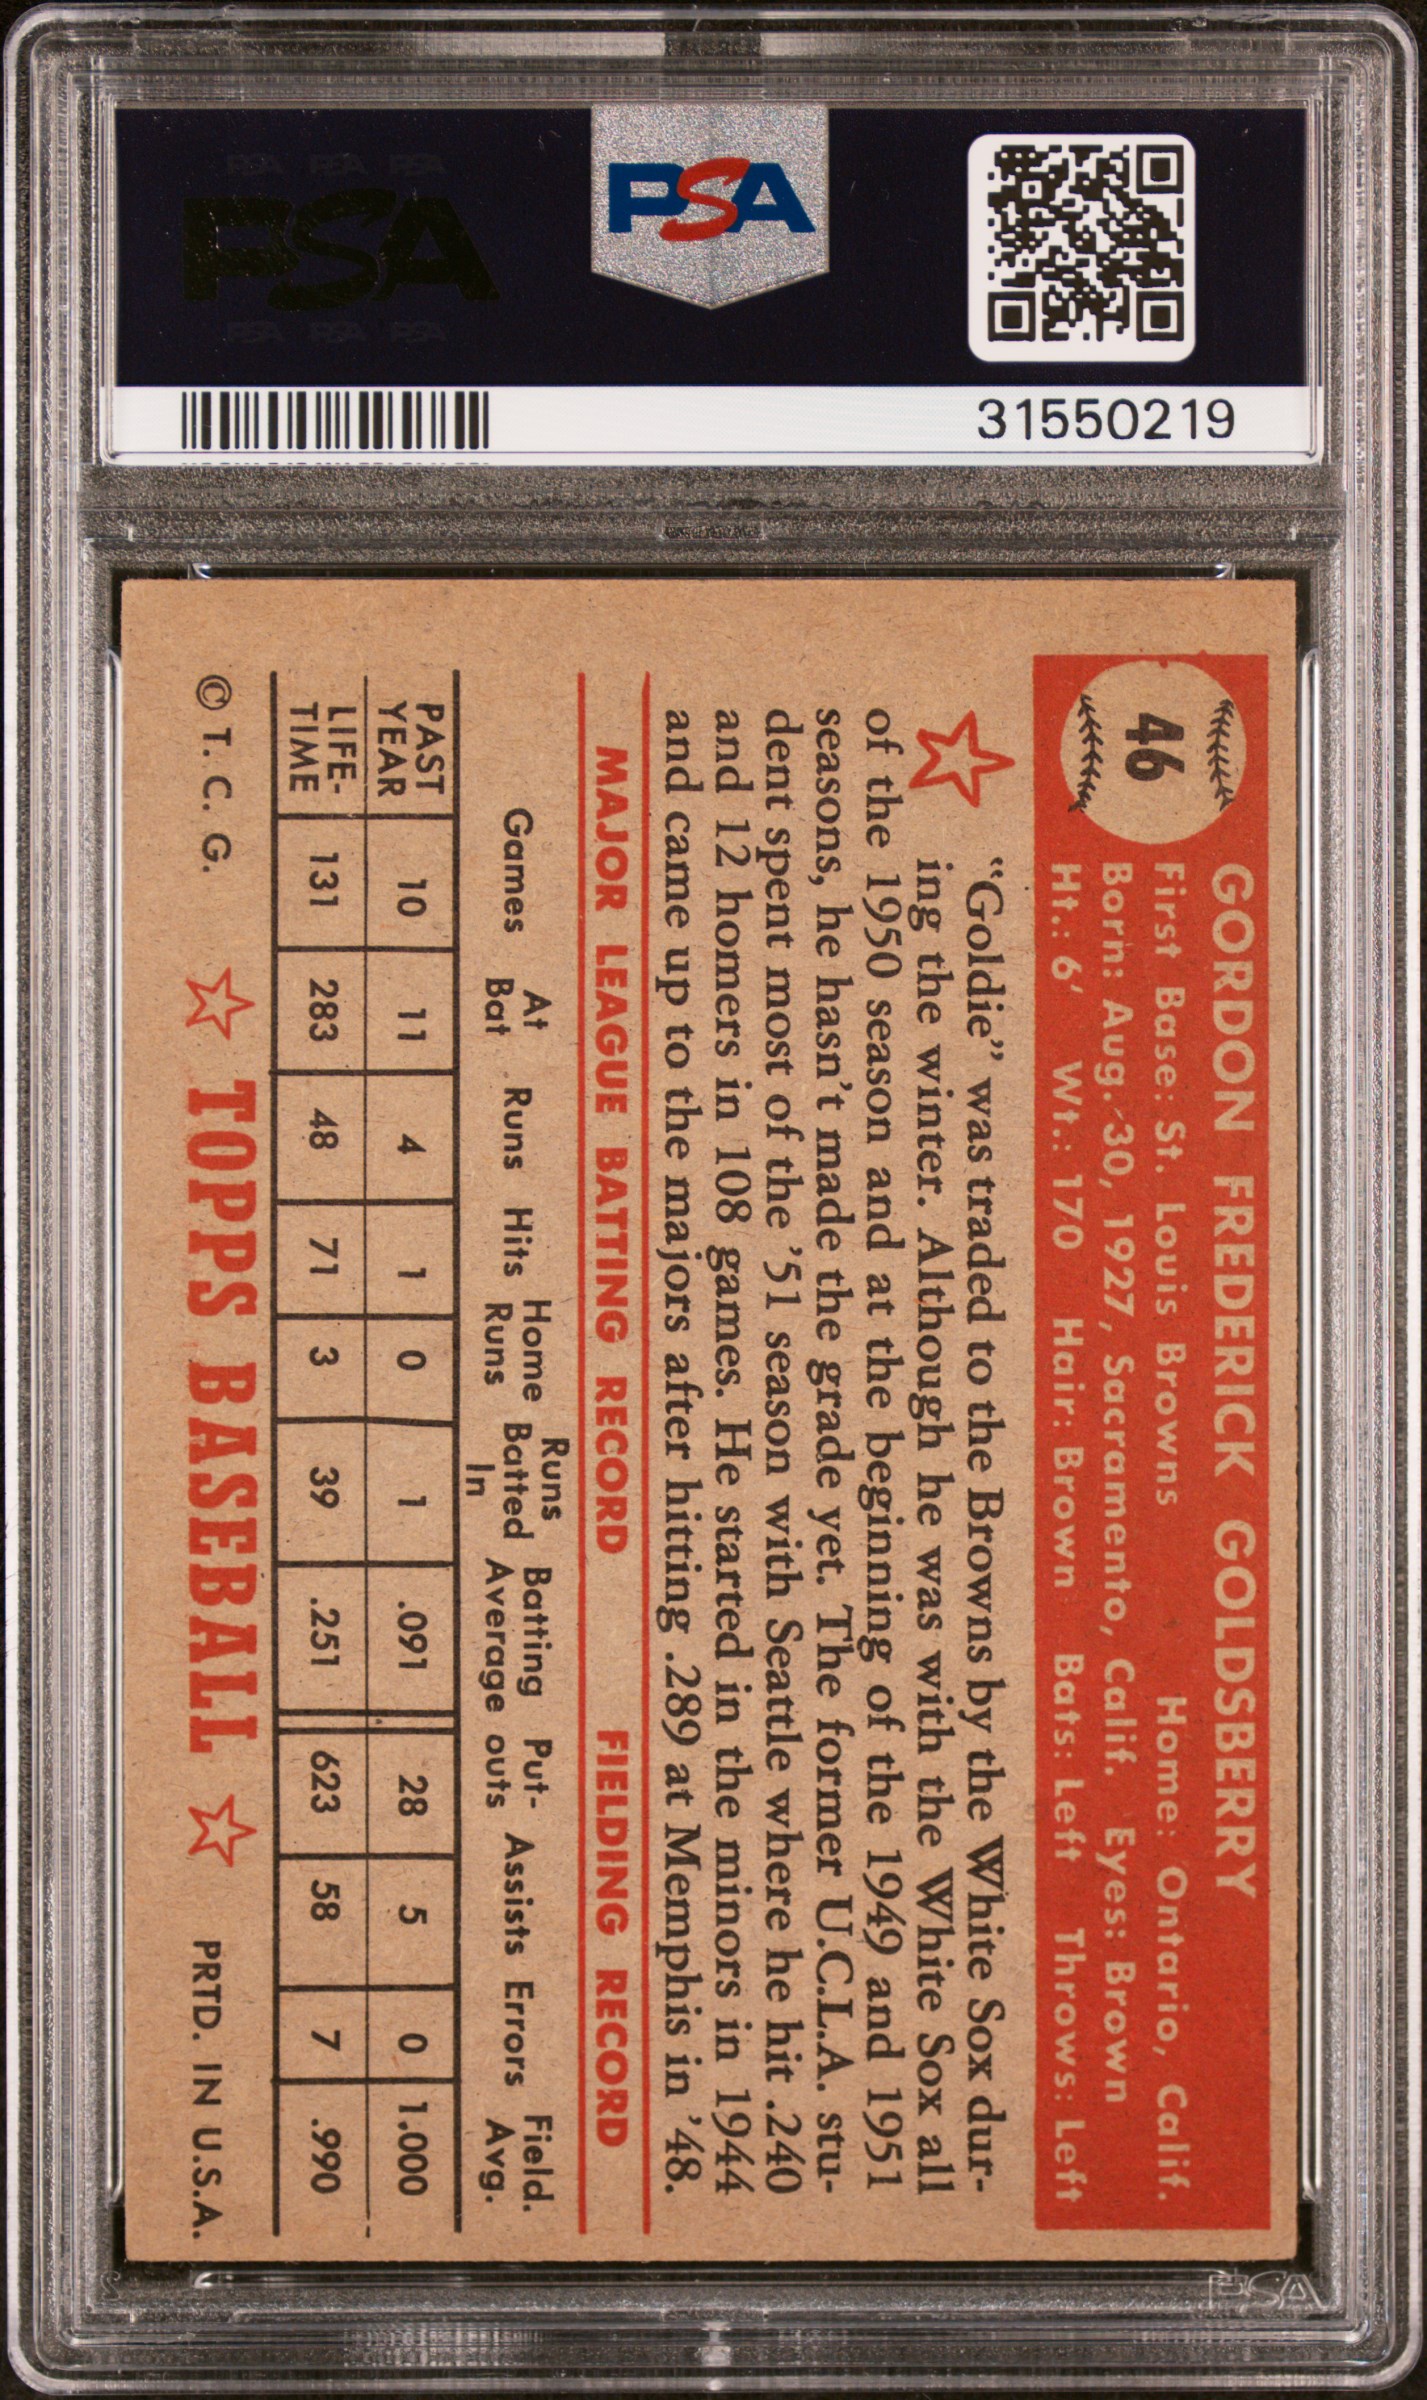 PSA PSA PSA
PSA
PSA PSA PSA
PSA
31550219
46
GORDON FREDERICK GOLDSBERRY
First Base: St. Louis Browns Home: Ontario, Calif.
Born: Aug. 30, 1927, Sacramento, Calif. Eyes: Brown
Ht.: 6' Wt.: 170 Hair: Brown Bats: Left Throws: Left
"Goldie" was traded to the Browns by the White Sox dur-
ing the winter. Although he was with the White Sox all
of the 1950 season and at the beginning of the 1949 and 1951
seasons, he hasn't made the grade yet. The former U.C.L.A. stu-
dent spent most of the '51 season with Seattle where he hit .240
and 12 homers in 108 games. He started in the minors in 1944
and came up to the majors after hitting .289 at Memphis in '48.
MAJOR LEAGUE BATTING RECORD FIELDING RECORD
Games At Bat Runs Hits Home Runs Runs Batted In Batting Average Put-outs Assists Errors Field. Avg.
PAST YEAR 10 11 4 1 0 1 .091 28 5 0 1.000
LIFE-TIME 131 283 48 71 3 39 .251 623 58 7 .990
© T. C. G. TOPPS BASEBALL PRTD. IN U.S.A.
PSA